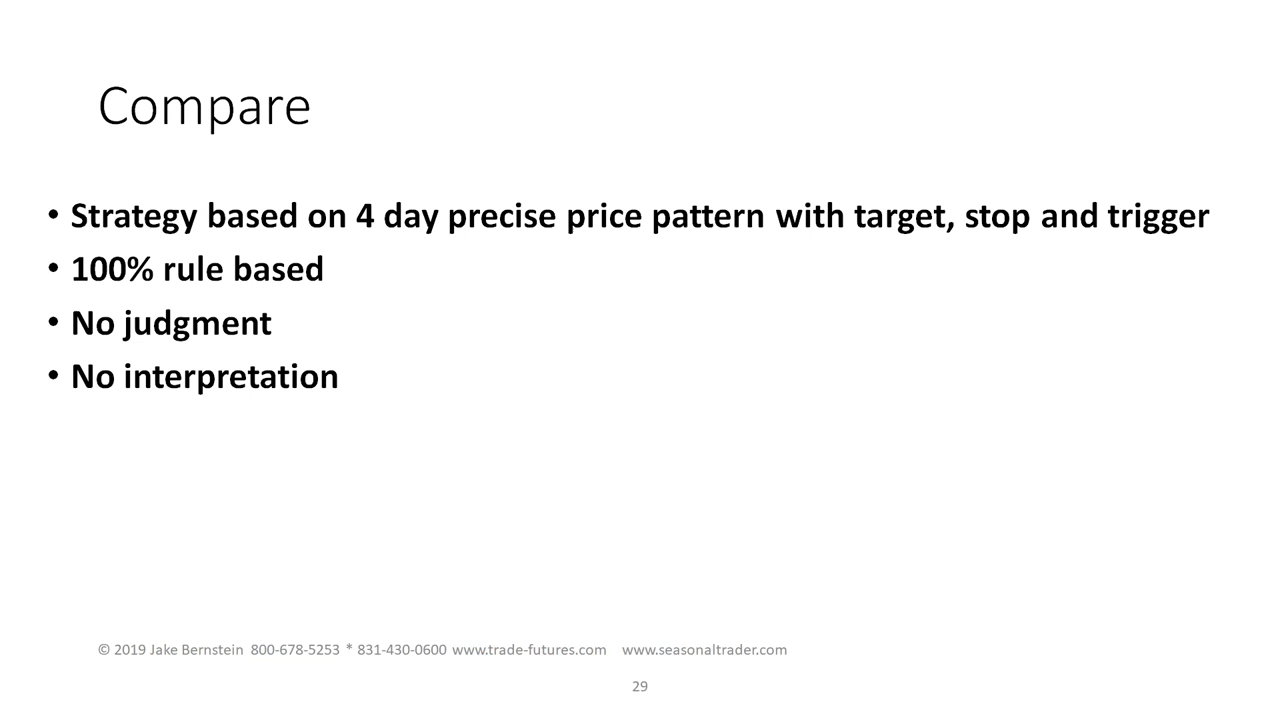 Compare
• Strategy based on 4 day precise price pattern with target, stop and trigger
• 100% rule based
• No judgment
• No interpretation
© 2019 Jake Bernstein 800-678-5253 * 831-430-0600 www.trade-futures.com www.seasonaltrader.com
29